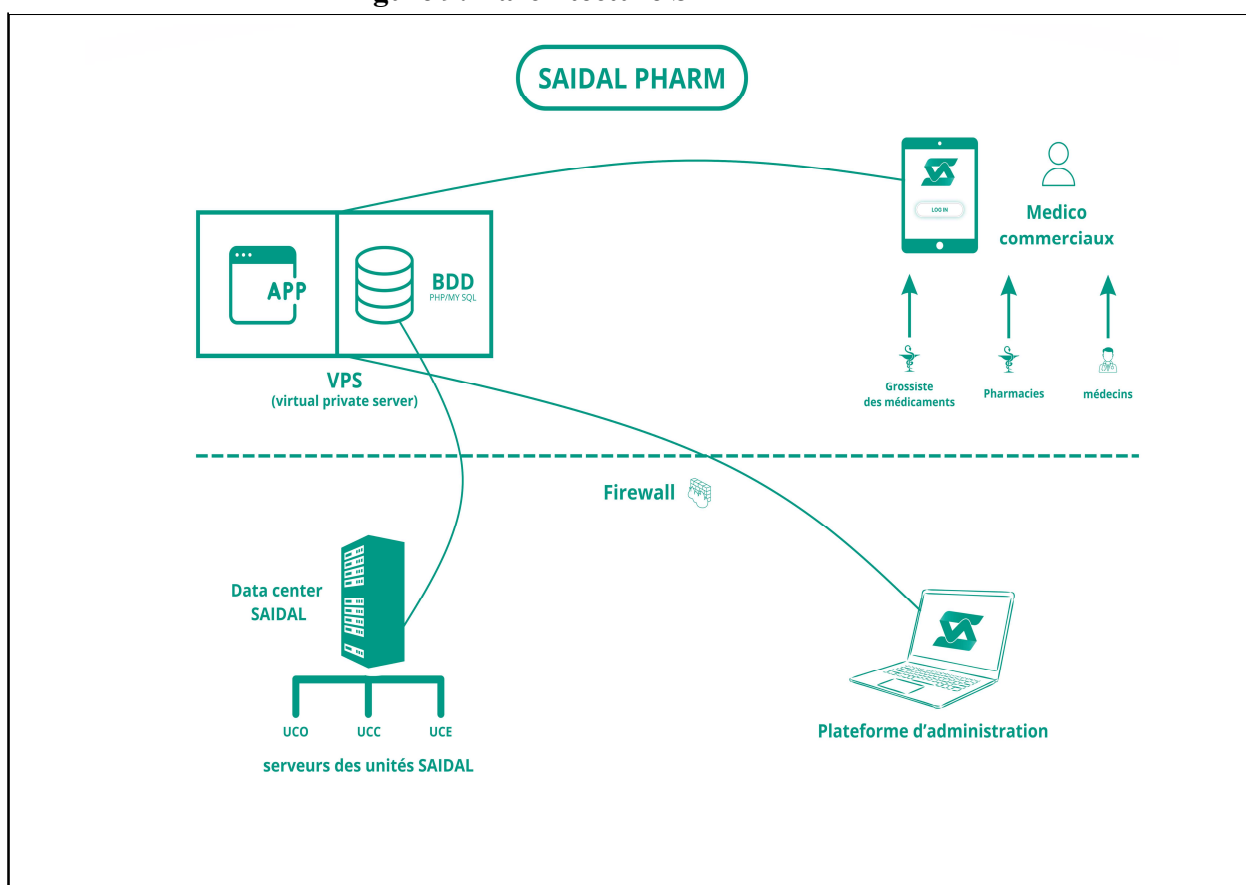 SAIDAL PHARM
LOG IN
Medico
commerciaux
APP
BDD
PHP/MY SQL
VPS
(virtual private server)
Grossiste
des médicaments
Pharmacies
médecins
Firewall
Data center
SAIDAL
UCO
UCC
UCE
serveurs des unités SAIDAL
Plateforme d'administration